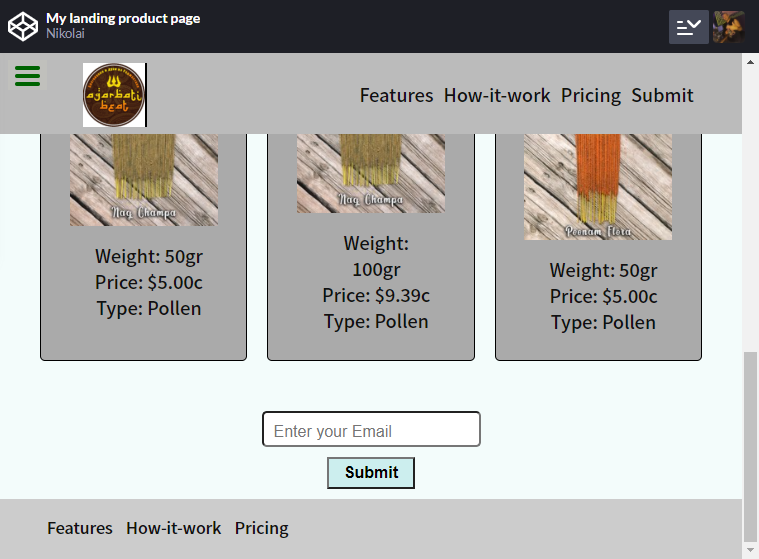 My landing product page
Nikolai
agarbati
beat
Features How-it-work Pricing Submit
Nag Champa
Nag Champa
Poonam Flora
Weight: 50gr
Price: $5.00c
Type: Pollen
Weight:
100gr
Price: $9.39c
Type: Pollen
Weight: 50gr
Price: $5.00c
Type: Pollen
Enter your Email
Submit
Features How-it-work Pricing